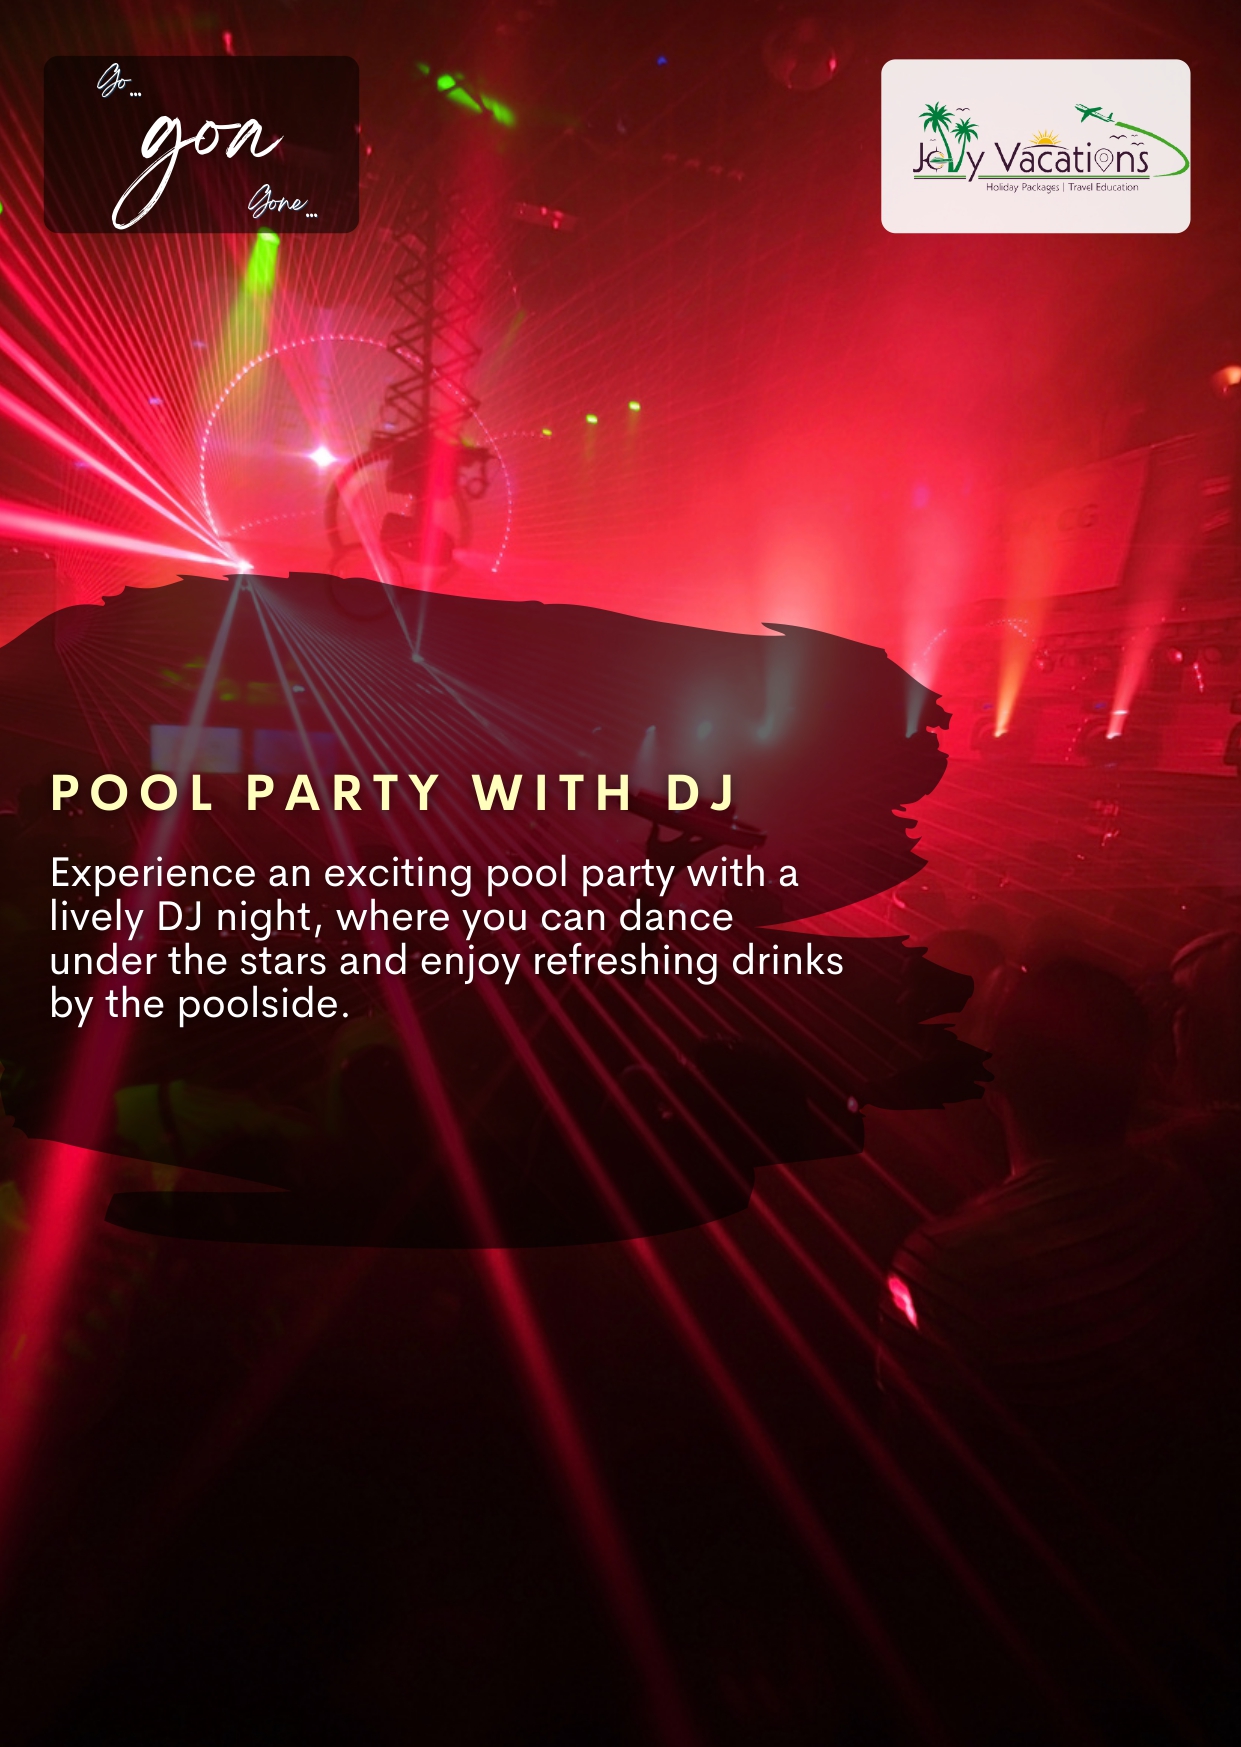 Go...
goa
Gone...
Jolly Vacations
Holiday Packages | Travel Education
POOL PARTY WITH DJ
Experience an exciting pool party with a
lively DJ night, where you can dance
under the stars and enjoy refreshing drinks
by the poolside.